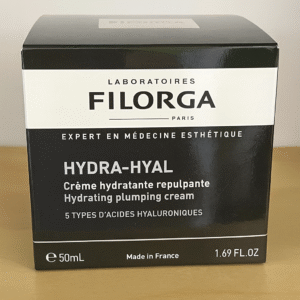 LABORATOIRES
FILORGA
PARIS
EXPERT EN MÉDECINE ESTHÉTIQUE
HYDRA-HYAL
Crème hydratante repulpante
Hydrating plumping cream
5 TYPES D'ACIDES HYALURONIQUES
℮ 50mL Made in France 1.69 FL.OZ